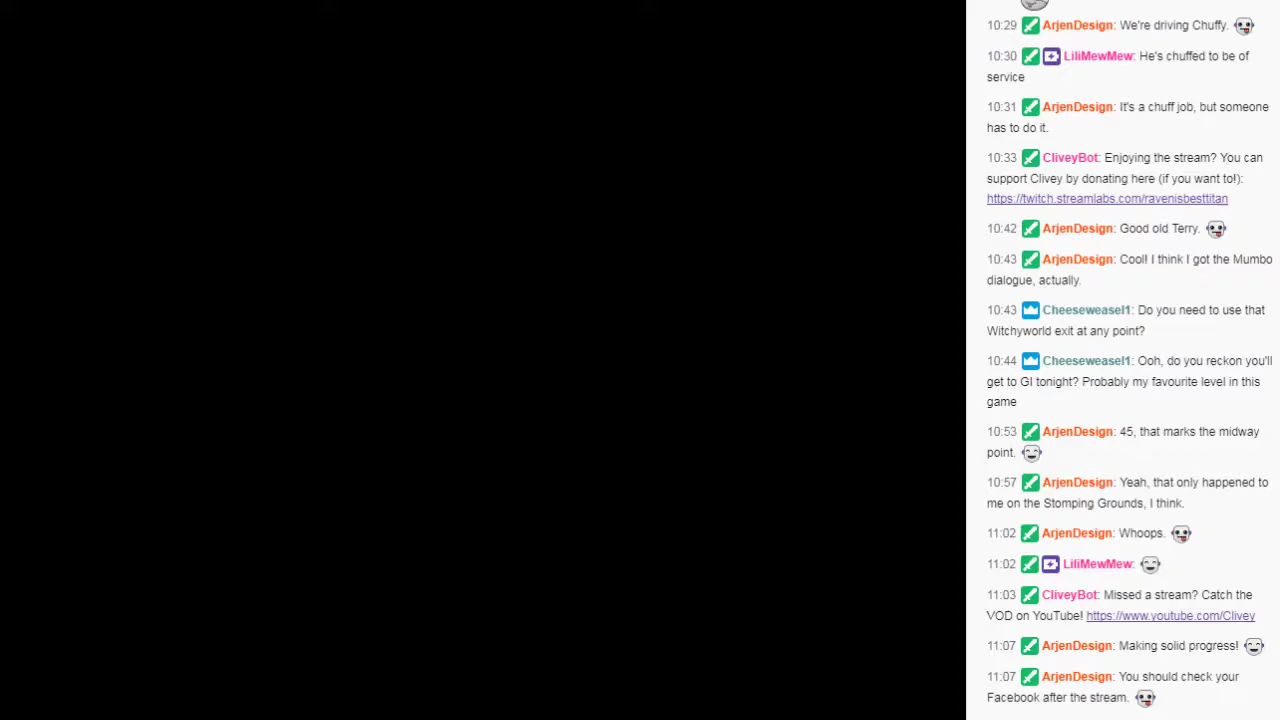 10:29 ArjenDesign: We're driving Chuffy.
10:30 LiliMewMew: He's chuffed to be of
service
10:31 ArjenDesign: It's a chuff job, but someone
has to do it.
10:33 CliveyBot: Enjoying the stream? You can
support Clivey by donating here (if you want to!):
https://twitch.streamlabs.com/ravenisbesttitan
10:42 ArjenDesign: Good old Terry.
10:43 ArjenDesign: Cool! I think I got the Mumbo
dialogue, actually.
10:43 Cheeseweasel1: Do you need to use that
Witchyworld exit at any point?
10:44 Cheeseweasel1: Ooh, do you reckon you'll
get to GI tonight? Probably my favourite level in this
game
10:53 ArjenDesign: 45, that marks the midway
point.
10:57 ArjenDesign: Yeah, that only happened to
me on the Stomping Grounds, I think.
11:02 ArjenDesign: Whoops.
11:02 LiliMewMew:
11:03 CliveyBot: Missed a stream? Catch the
VOD on YouTube! https://www.youtube.com/Clivey
11:07 ArjenDesign: Making solid progress!
11:07 ArjenDesign: You should check your
Facebook after the stream.